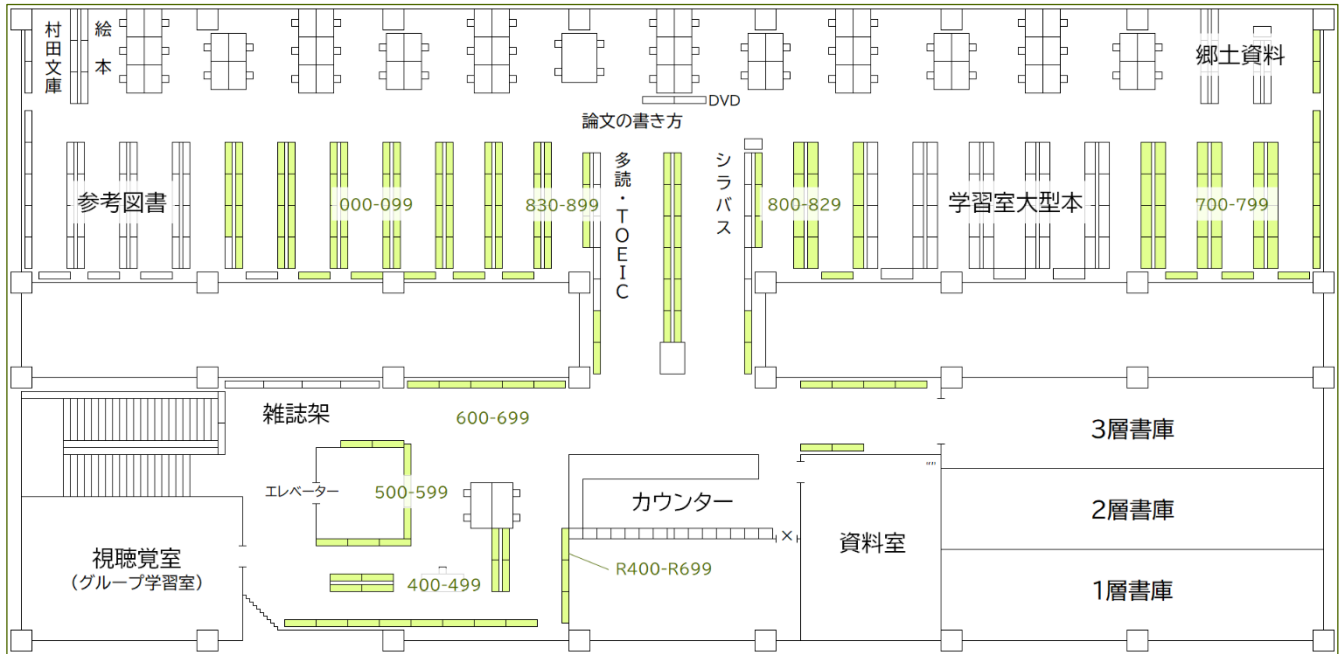 村田文庫
絵本
郷土資料
DVD
論文の書き方
参考図書
000-099
830-899
多読・TOEIC
シラバス
800-829
学習室大型本
700-799
雑誌架
600-699
3層書庫
エレベーター
500-599
カウンター
2層書庫
視聴覚室
(グループ学習室)
400-499
R400-R699
×
資料室
1層書庫